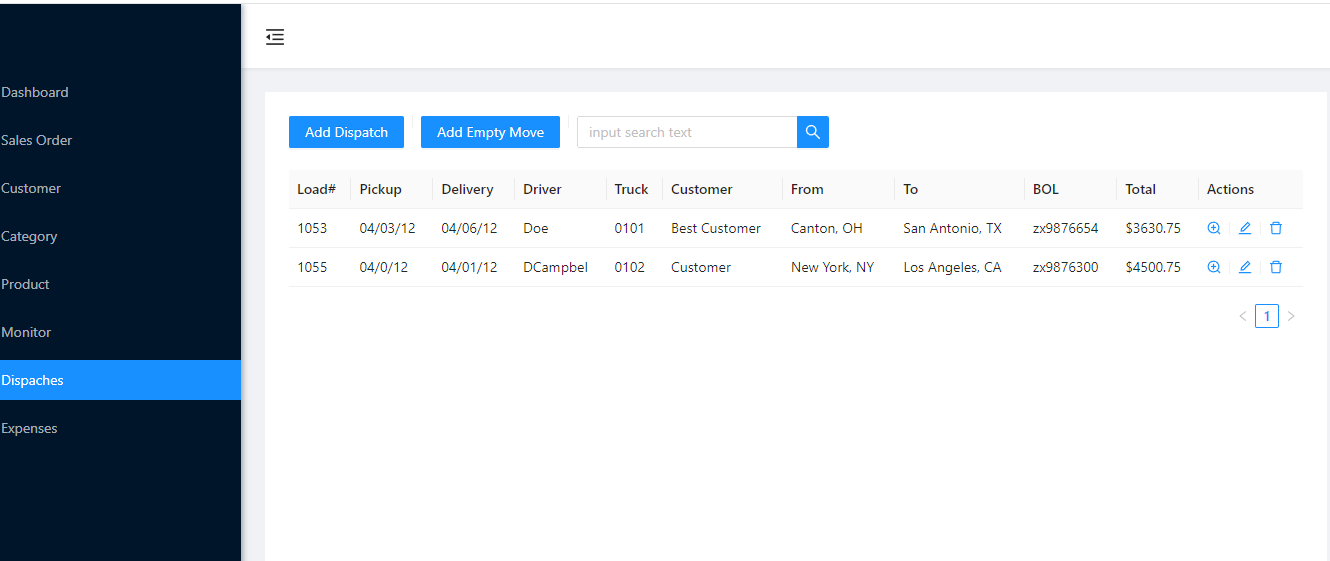 Dashboard
Sales Order
Customer
Category
Product
Monitor
Dispaches
Expenses
Add Dispatch Add Empty Move input search text
Load# Pickup Delivery Driver Truck Customer From To BOL Total Actions
1053 04/03/12 04/06/12 Doe 0101 Best Customer Canton, OH San Antonio, TX zx9876654 $3630.75
1055 04/0/12 04/01/12 DCampbel 0102 Customer New York, NY Los Angeles, CA zx9876300 $4500.75
1